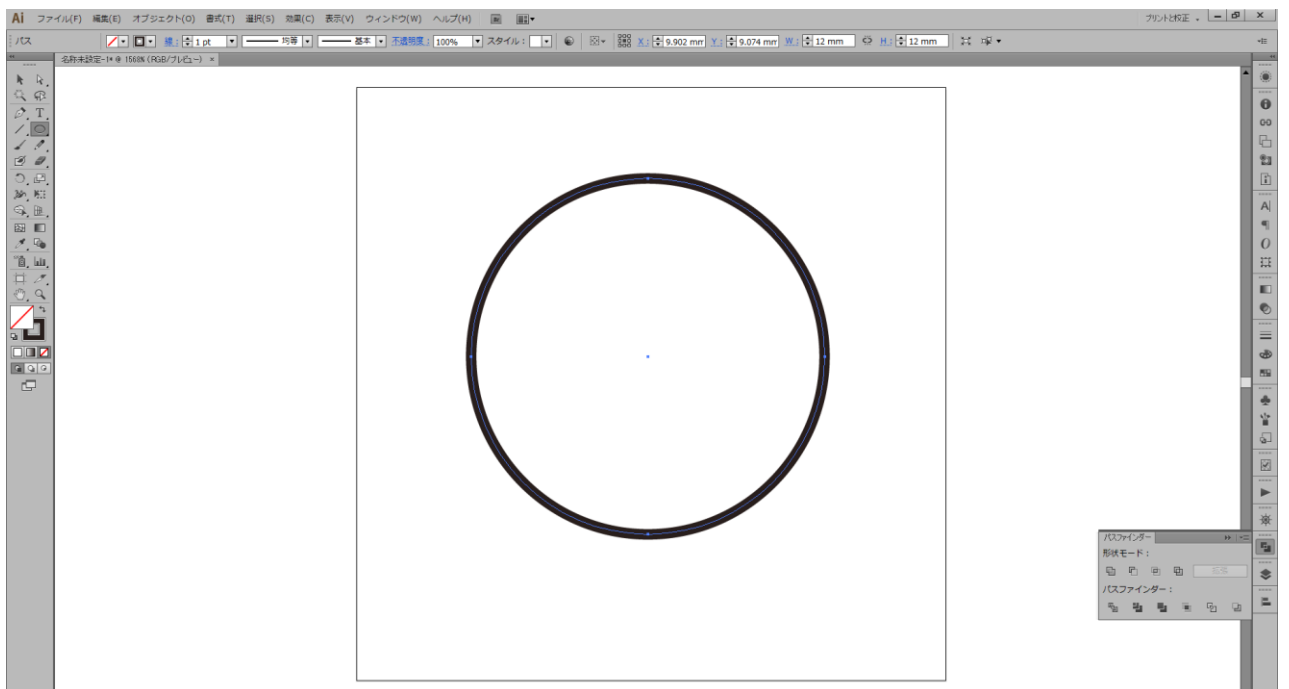 Ai ファイル(F) 編集(E) オブジェクト(O) 書式(T) 選択(S) 効果(C) 表示(V) ウィンドウ(W) ヘルプ(H) Br プリントと校正
パス 線： 1 pt 均等 基本 不透明度： 100% スタイル： X： 9.902 mm Y： 9.074 mm W： 12 mm H： 12 mm
名称未設定-1* @ 1568% (RGB/プレビュー) ×
パスファインダー
形状モード：
拡張
パスファインダー：